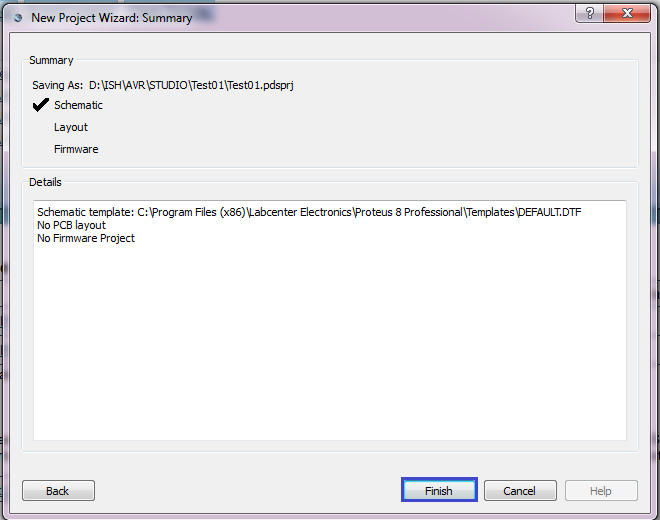 New Project Wizard: Summary
?
Summary
Saving As: D:\ISH\AVR\STUDIO\Test01\Test01.pdsprj
Schematic
Layout
Firmware
Details
Schematic template: C:\Program Files (x86)\Labcenter Electronics\Proteus 8 Professional\Templates\DEFAULT.DTF
No PCB layout
No Firmware Project
Back Finish Cancel Help